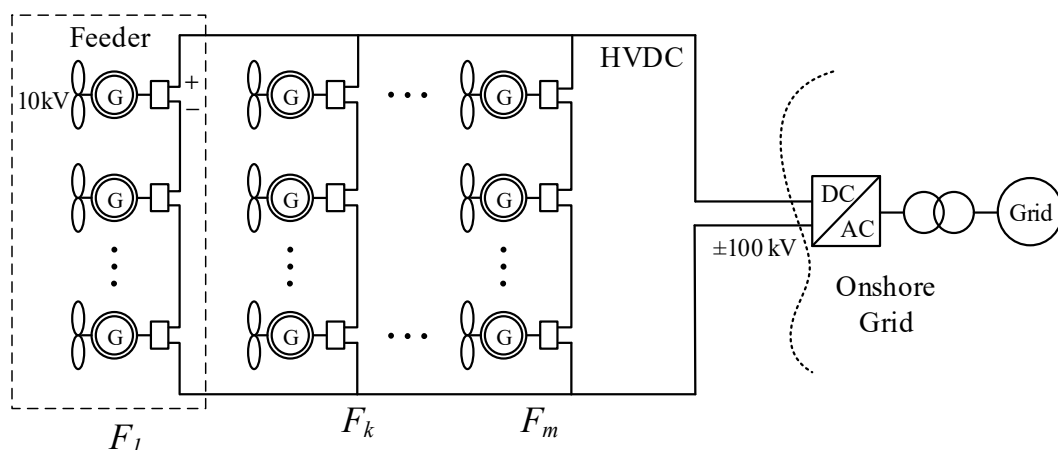 Feeder
HVDC
10kV
G
+
−
G
G
G
G
G
DC
AC
Grid
±100 kV
Onshore
Grid
G
G
G
F1
Fk
Fm